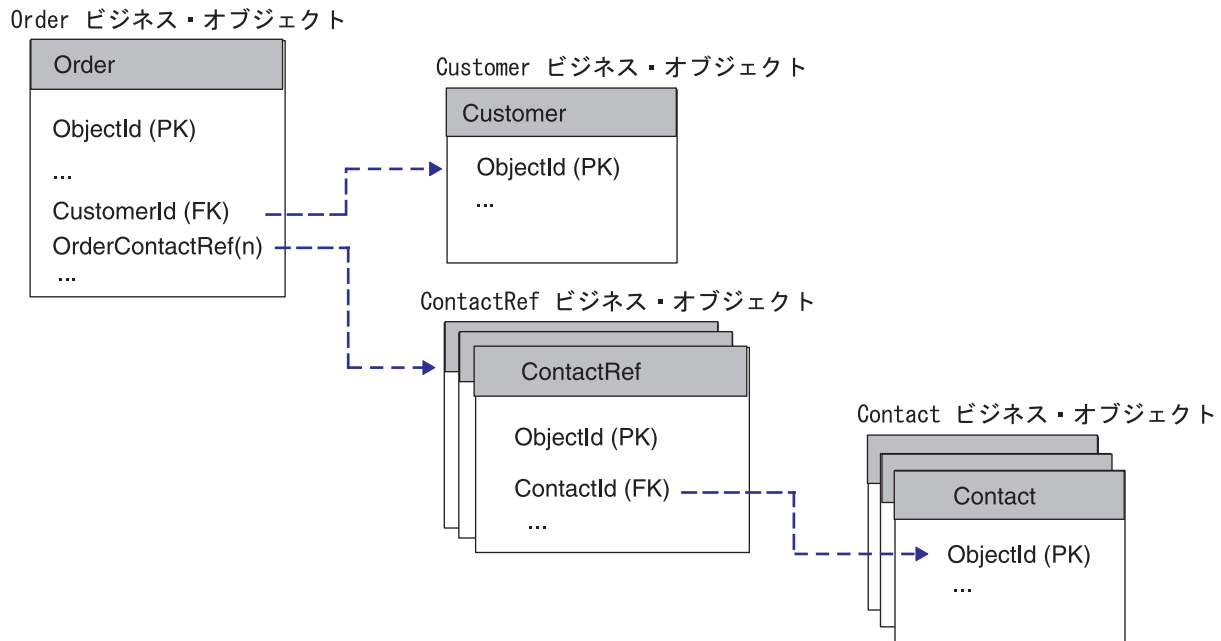 Order ビジネス・オブジェクト
Order
ObjectId (PK)
...
CustomerId (FK)
OrderContactRef(n)
...
Customer ビジネス・オブジェクト
Customer
ObjectId (PK)
...
ContactRef ビジネス・オブジェクト
ContactRef
ObjectId (PK)
ContactId (FK)
...
Contact ビジネス・オブジェクト
Contact
ObjectId (PK)
...